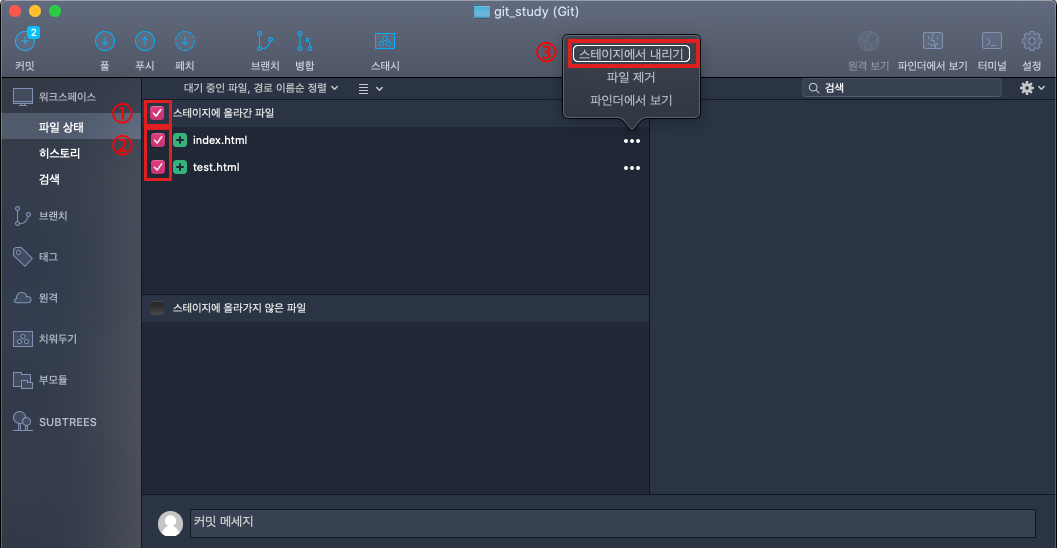 git_study (Git)
2
커밋
풀
푸시
페치
브랜치
병합
스태시
원격 보기
파인더에서 보기
터미널
설정
③
스테이지에서 내리기
파일 제거
파인더에서 보기
워크스페이스
파일 상태
히스토리
검색
브랜치
태그
원격
치워두기
부모듈
SUBTREES
대기 중인 파일, 경로 이름순 정렬
검색
①
스테이지에 올라간 파일
②
index.html
test.html
스테이지에 올라가지 않은 파일
커밋 메세지